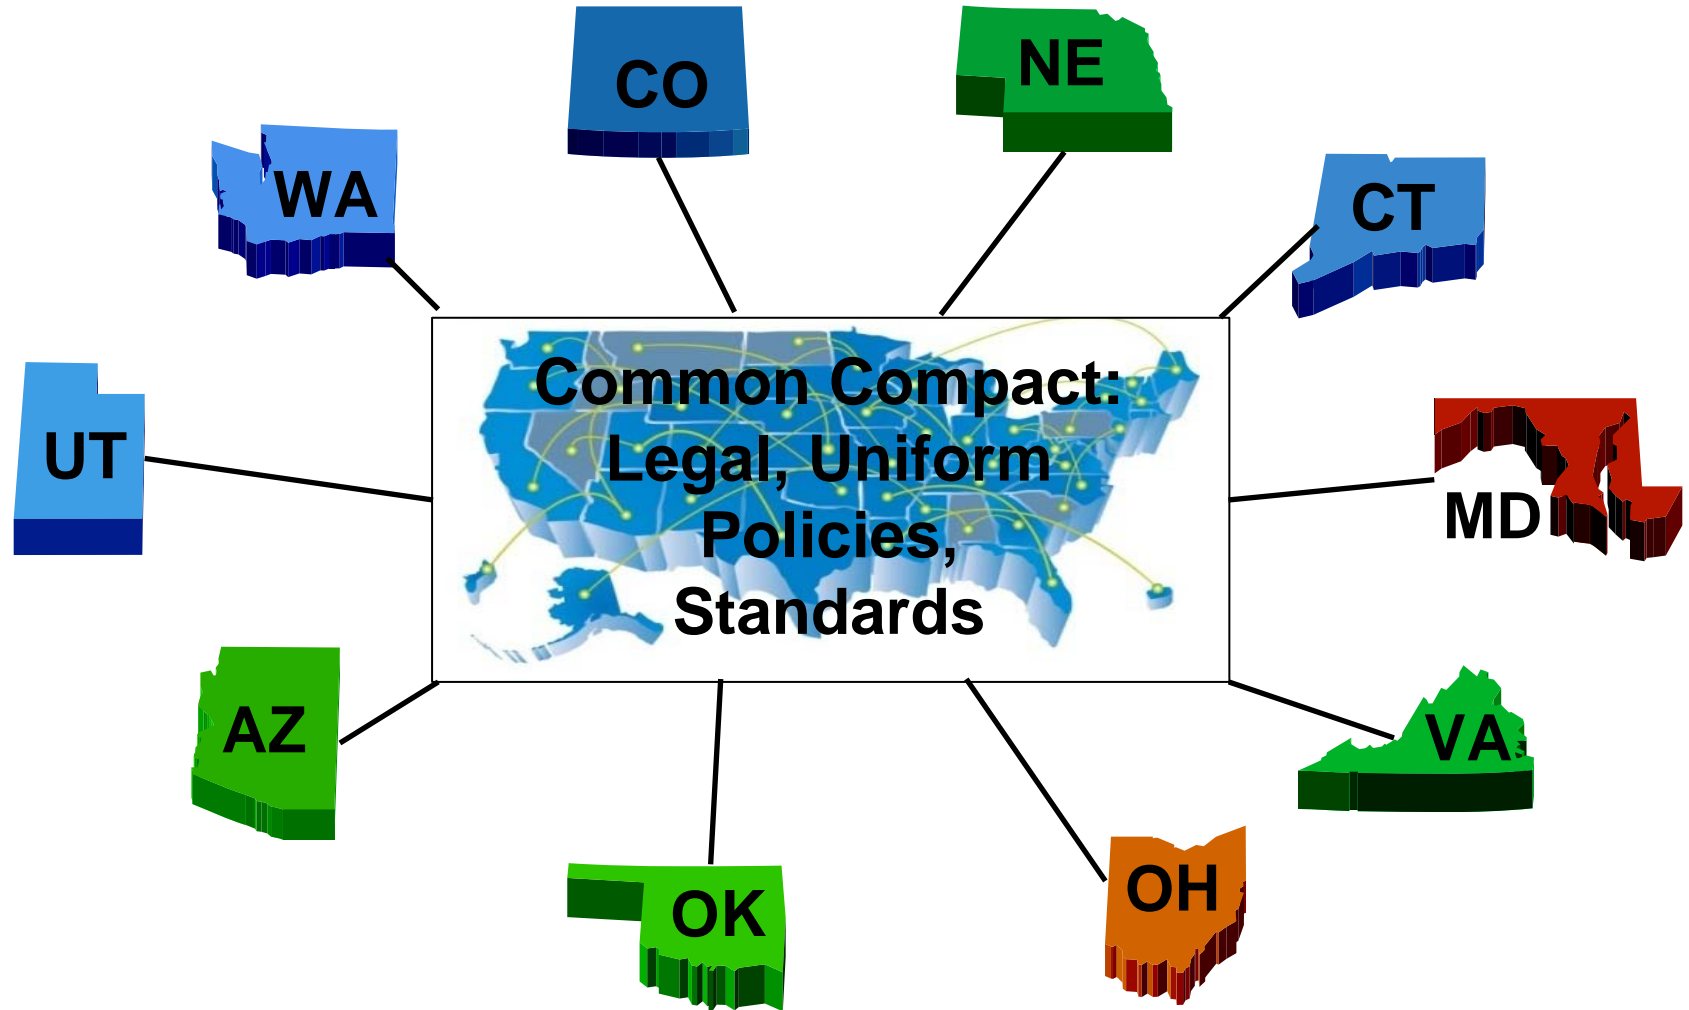 CO
NE
WA
CT
Common Compact:
Legal, Uniform
Policies,
Standards
UT
MD
AZ
VA
OK
OH